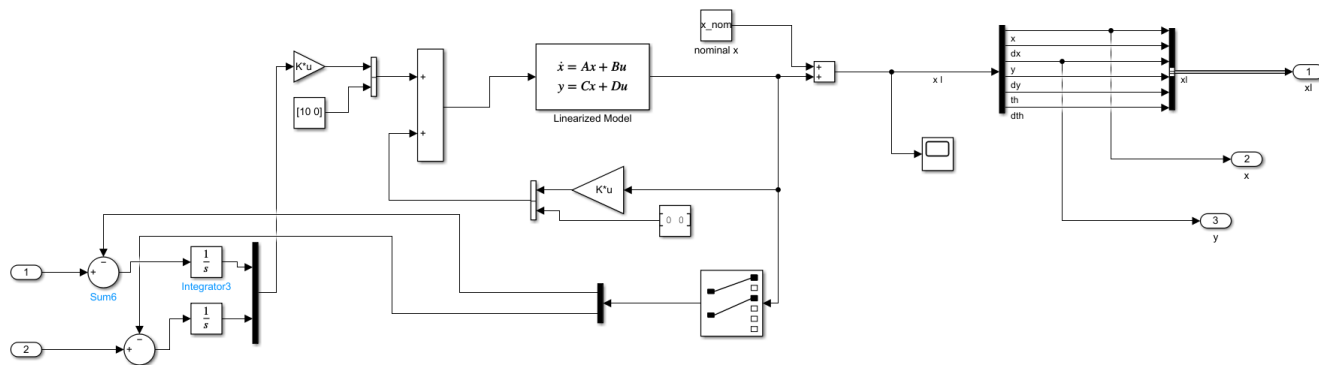 x_nom
nominal x
K*u
ẋ = Ax + Bu
y = Cx + Du
Linearized Model
[10 0]
+
+
+
+
x l
x
dx
y
dy
th
dth
xl
1
xl
K*u
0 0
2
x
3
y
1
+
−
Sum6
1
s
Integrator3
2
+
−
1
s